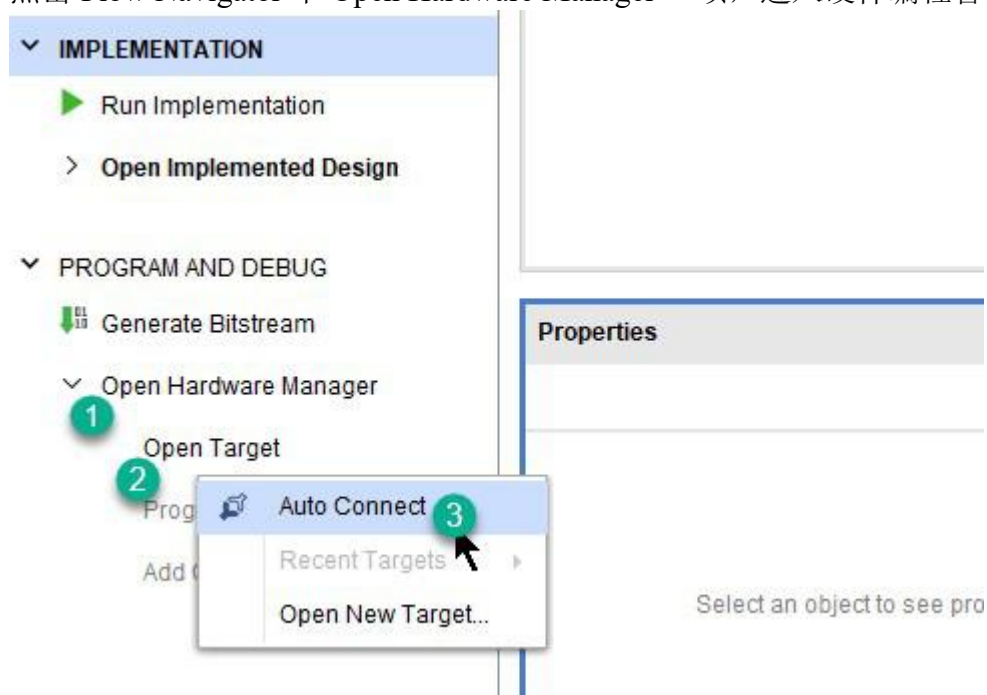 IMPLEMENTATION
Run Implementation
Open Implemented Design
PROGRAM AND DEBUG
Generate Bitstream
Properties
Open Hardware Manager
1
Open Target
2
Auto Connect
3
Recent Targets
Add
Select an object to see
Open New Target...